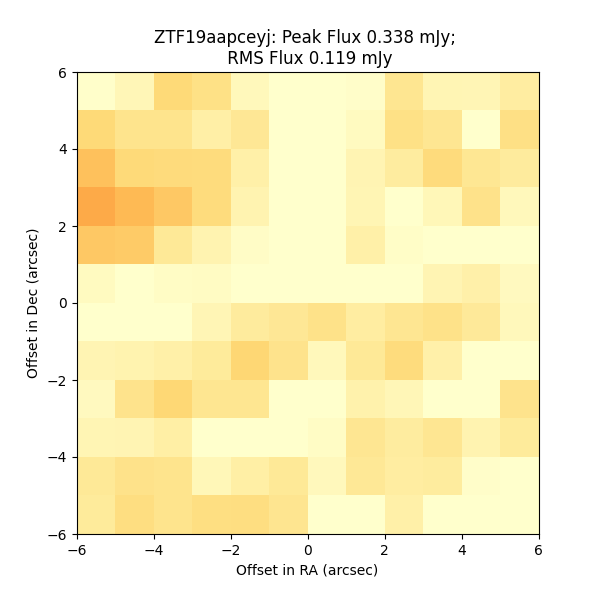 ZTF19aapceyj: Peak Flux 0.338 mJy;
RMS Flux 0.119 mJy
6
4
2
0
−2
−4
−6
Offset in Dec (arcsec)
−6 −4 −2 0 2 4 6
Offset in RA (arcsec)